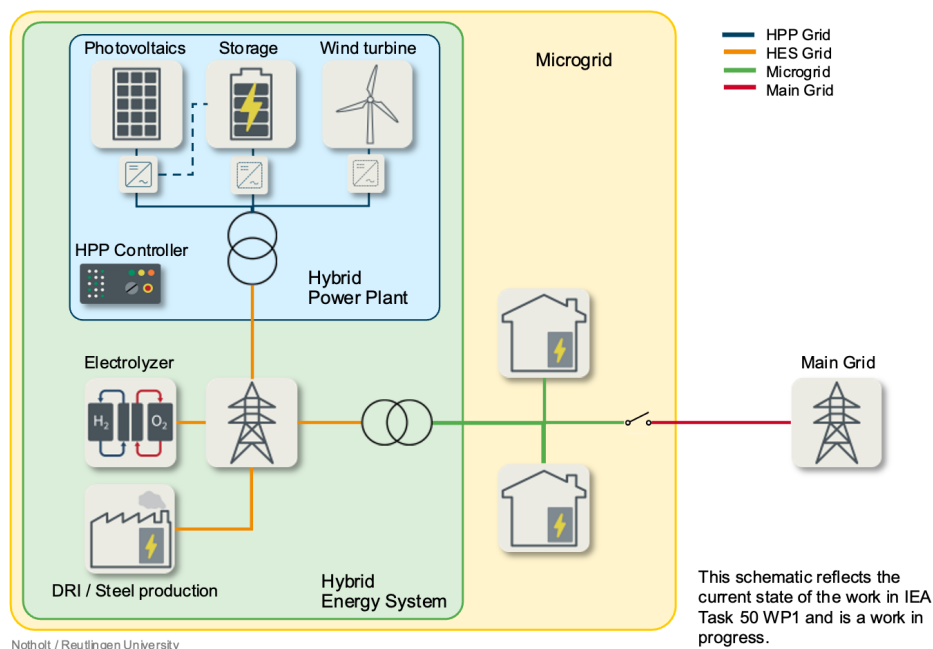 Photovoltaics
Storage
Wind turbine
Microgrid
HPP Grid
HES Grid
Microgrid
Main Grid
HPP Controller
Hybrid
Power Plant
Electrolyzer
H2
O2
Main Grid
DRI / Steel production
Hybrid
Energy System
This schematic reflects the
current state of the work in IEA
Task 50 WP1 and is a work in
progress.
Notholt / Reutlingen University